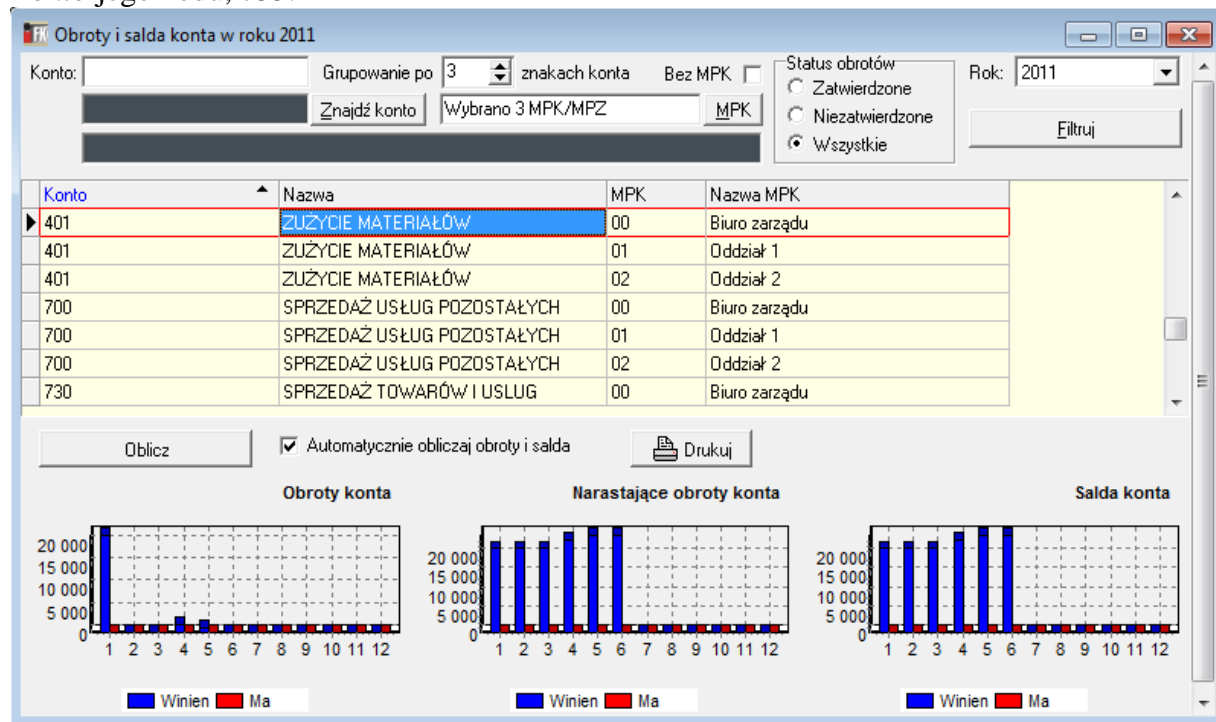 FK Obroty i salda konta w roku 2011
Konto: Grupowanie po 3 znakach konta Bez MPK Status obrotów Rok: 2011
Zatwierdzone
Znajdź konto Wybrano 3 MPK/MPZ MPK Niezatwierdzone Filtruj
Wszystkie
Konto Nazwa MPK Nazwa MPK
401 ZUŻYCIE MATERIAŁÓW 00 Biuro zarządu
401 ZUŻYCIE MATERIAŁÓW 01 Oddział 1
401 ZUŻYCIE MATERIAŁÓW 02 Oddział 2
700 SPRZEDAŻ USŁUG POZOSTAŁYCH 00 Biuro zarządu
700 SPRZEDAŻ USŁUG POZOSTAŁYCH 01 Oddział 1
700 SPRZEDAŻ USŁUG POZOSTAŁYCH 02 Oddział 2
730 SPRZEDAŻ TOWARÓW I USLUG 00 Biuro zarządu
Oblicz Automatycznie obliczaj obroty i salda Drukuj
Obroty konta Narastające obroty konta Salda konta
20 000 20 000 20 000
15 000 15 000 15 000
10 000 10 000 10 000
5 000 5 000 5 000
0 0 0
1 2 3 4 5 6 7 8 9 10 11 12 1 2 3 4 5 6 7 8 9 10 11 12 1 2 3 4 5 6 7 8 9 10 11 12
Winien Ma Winien Ma Winien Ma